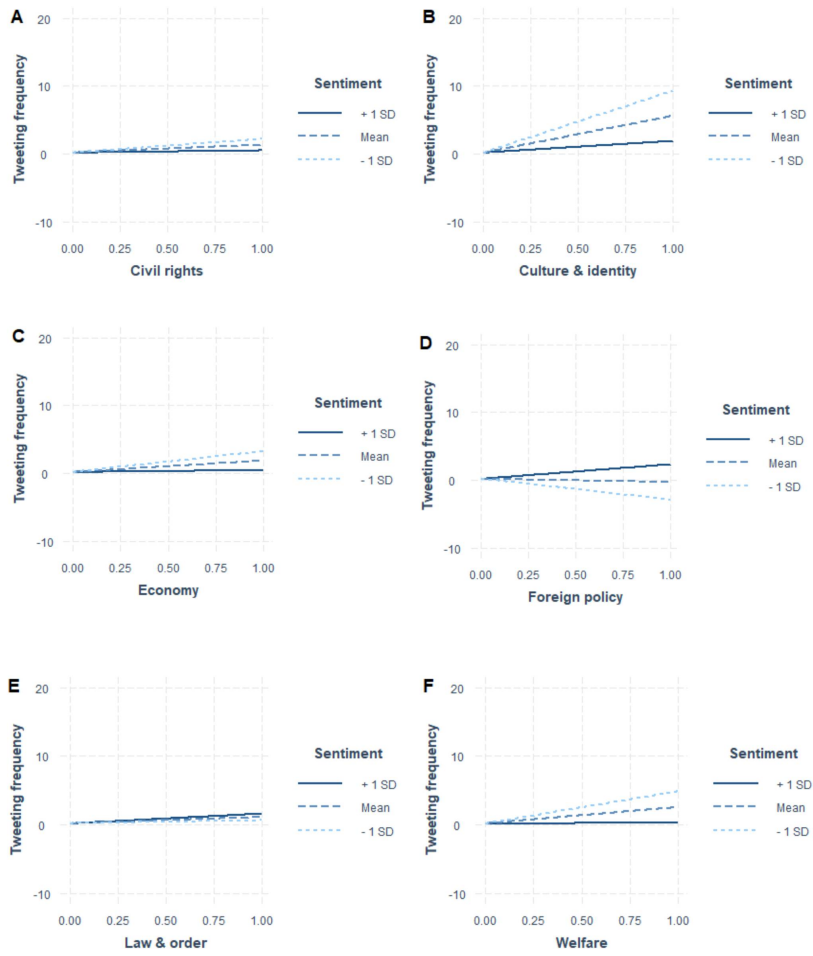 A
Tweeting frequency
20
10
0
-10
0.00 0.25 0.50 0.75 1.00
Civil rights
Sentiment
+ 1 SD
Mean
- 1 SD
B
Tweeting frequency
20
10
0
-10
0.00 0.25 0.50 0.75 1.00
Culture & identity
Sentiment
+ 1 SD
Mean
- 1 SD
C
Tweeting frequency
20
10
0
-10
0.00 0.25 0.50 0.75 1.00
Economy
Sentiment
+ 1 SD
Mean
- 1 SD
D
Tweeting frequency
20
10
0
-10
0.00 0.25 0.50 0.75 1.00
Foreign policy
Sentiment
+ 1 SD
Mean
- 1 SD
E
Tweeting frequency
20
10
0
-10
0.00 0.25 0.50 0.75 1.00
Law & order
Sentiment
+ 1 SD
Mean
- 1 SD
F
Tweeting frequency
20
10
0
-10
0.00 0.25 0.50 0.75 1.00
Welfare
Sentiment
+ 1 SD
Mean
- 1 SD